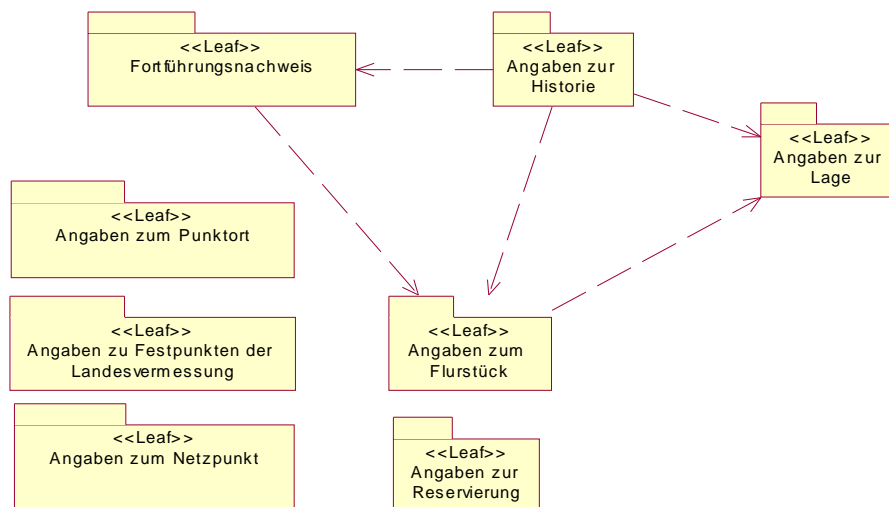 <<Leaf>>
Fortführungsnachweis
<<Leaf>>
Angaben zur
Historie
<<Leaf>>
Angaben zur
Lage
<<Leaf>>
Angaben zum Punktort
<<Leaf>>
Angaben zu Festpunkten der
Landesvermessung
<<Leaf>>
Angaben zum
Flurstück
<<Leaf>>
Angaben zum Netzpunkt
<<Leaf>>
Angaben zur
Reservierung